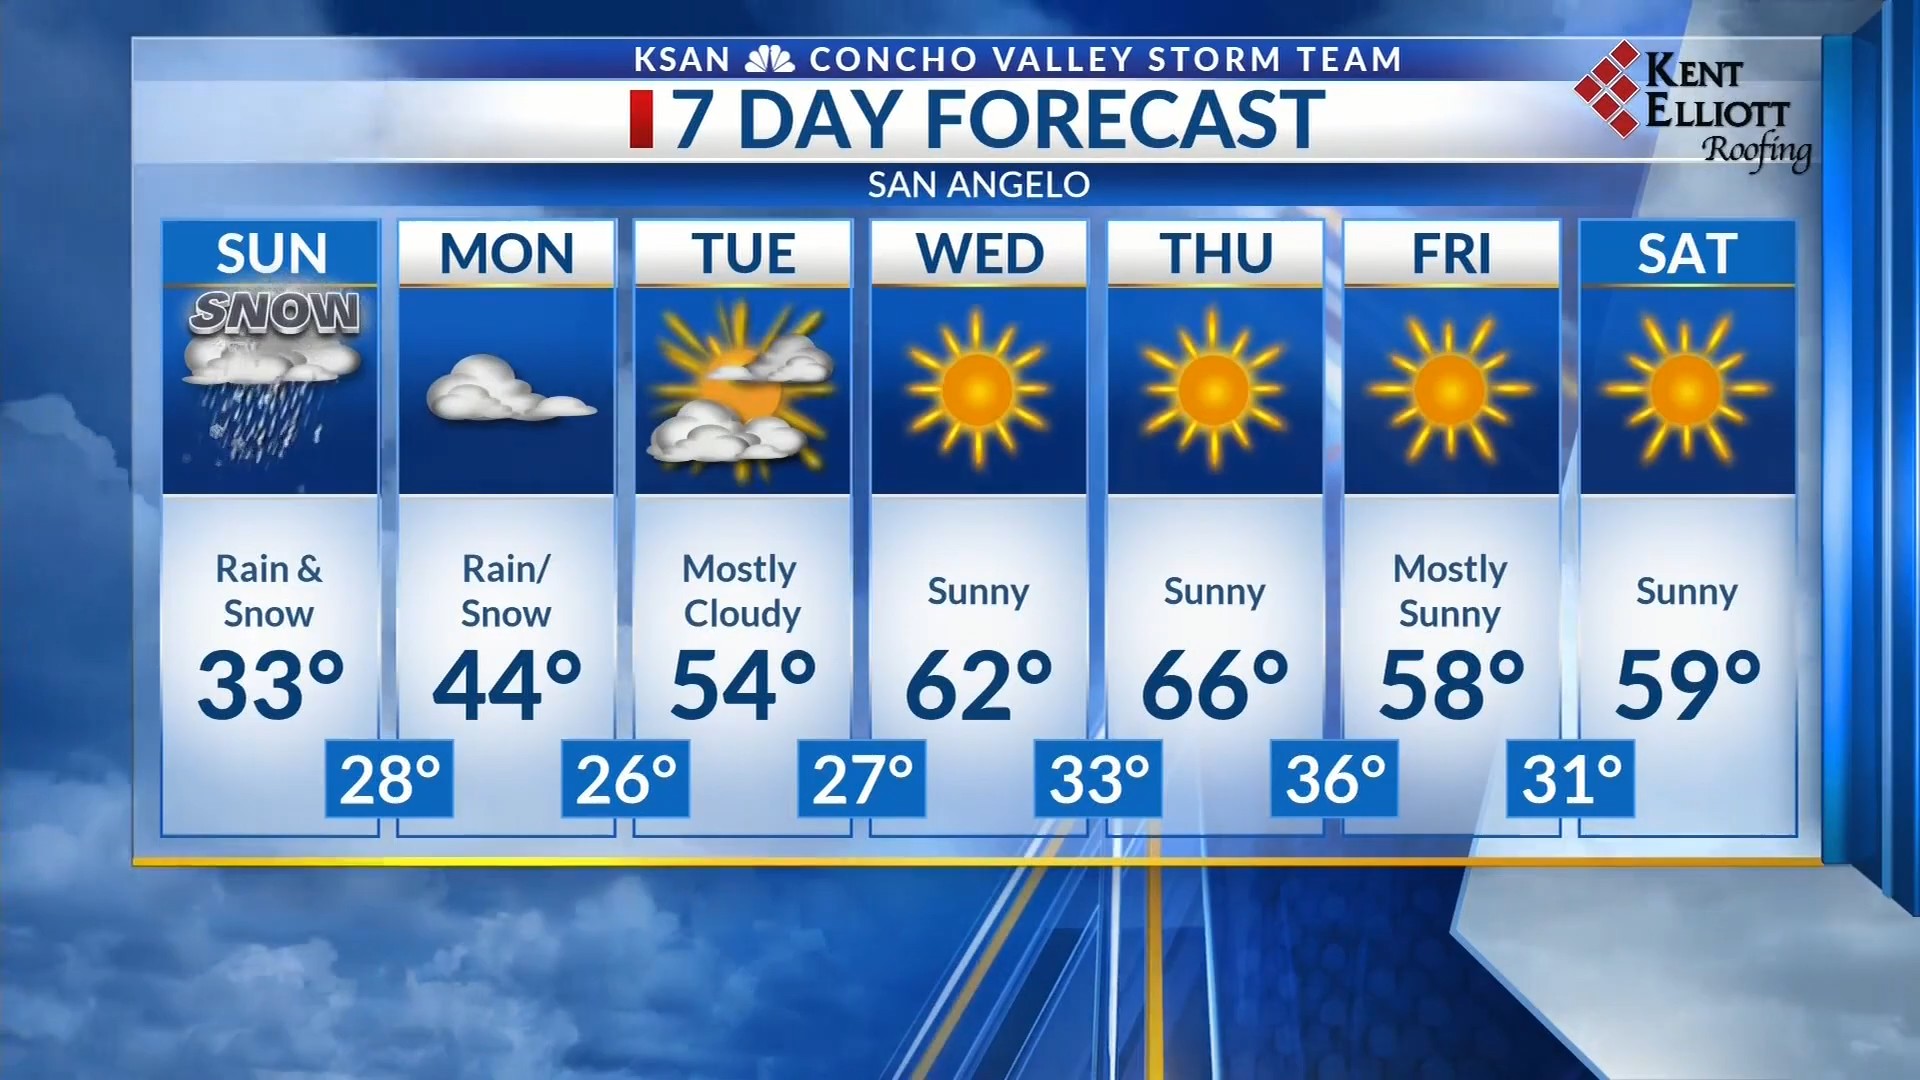 KSAN CONCHO VALLEY STORM TEAM
7 DAY FORECAST
SAN ANGELO
KENT
ELLIOTT
Roofing
SUN MON TUE WED THU FRI SAT
SNOW
Rain &
Snow
33°
Rain/
Snow
44°
Mostly
Cloudy
54°
Sunny
62°
Sunny
66°
Mostly
Sunny
58°
Sunny
59°
28° 26° 27° 33° 36° 31°